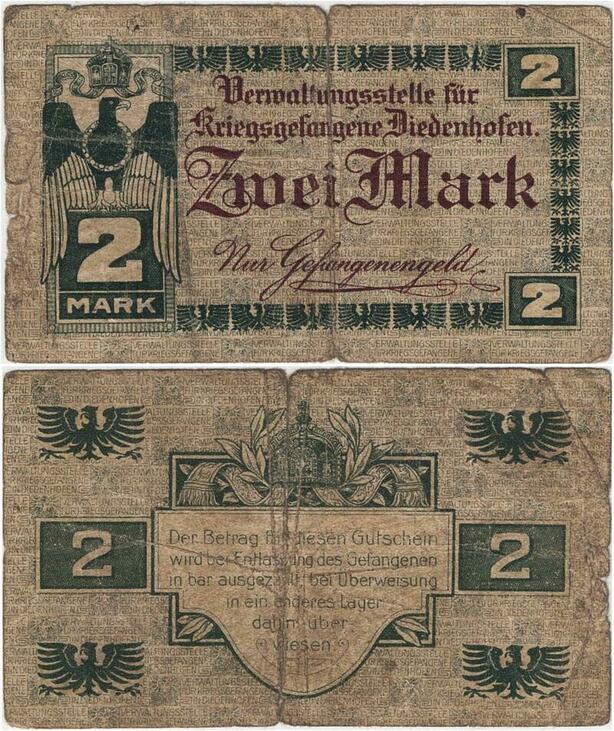 Verwaltungsstelle für
Kriegsgefangene Diedenhofen.
Zwei Mark
Nur Gefangenengeld
2
MARK
2
2
Der Betrag für diesen Gutschein
wird bei Entlassung des Gefangenen
in bar ausgezahlt, bei Überweisung
in ein anderes Lager
dahin über-
wiesen
2
2